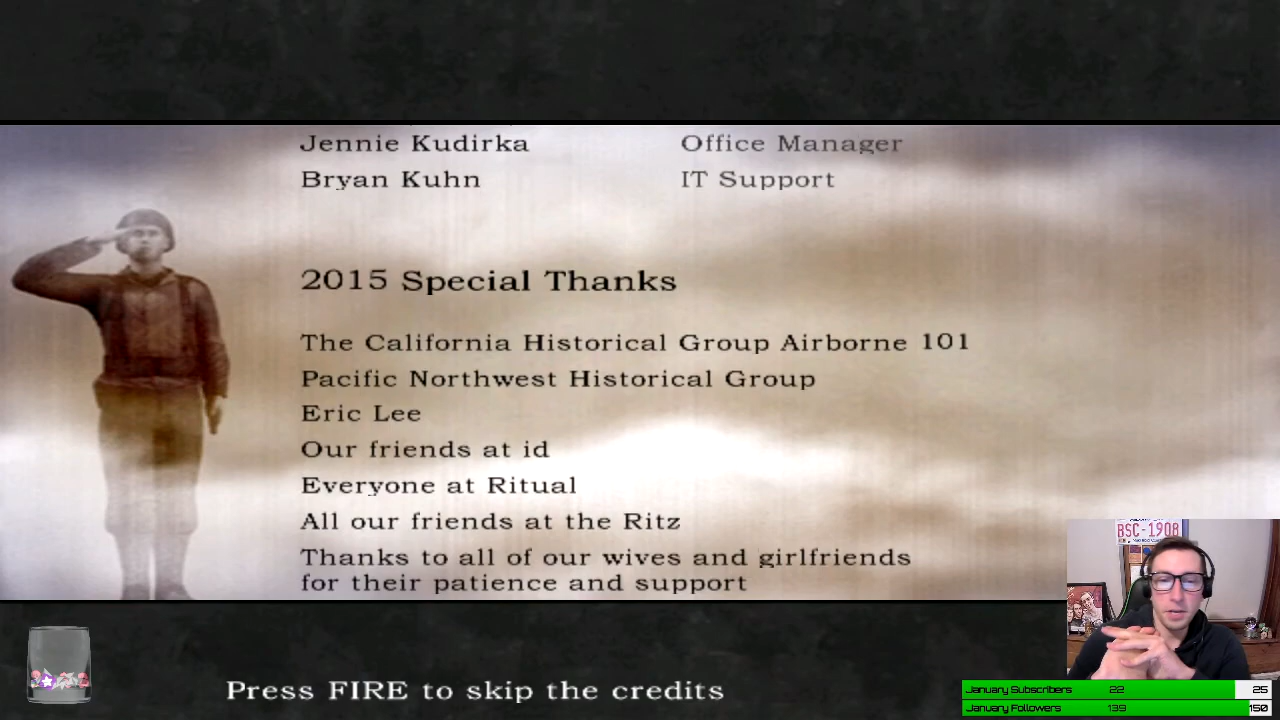 Jennie Kudirka Office Manager
Bryan Kuhn IT Support
2015 Special Thanks
The California Historical Group Airborne 101
Pacific Northwest Historical Group
Eric Lee
Our friends at id
Everyone at Ritual
All our friends at the Ritz
Thanks to all of our wives and girlfriends
for their patience and support
BSC-1908
Press FIRE to skip the credits
January Subscribers 22 25
January Followers 139 150